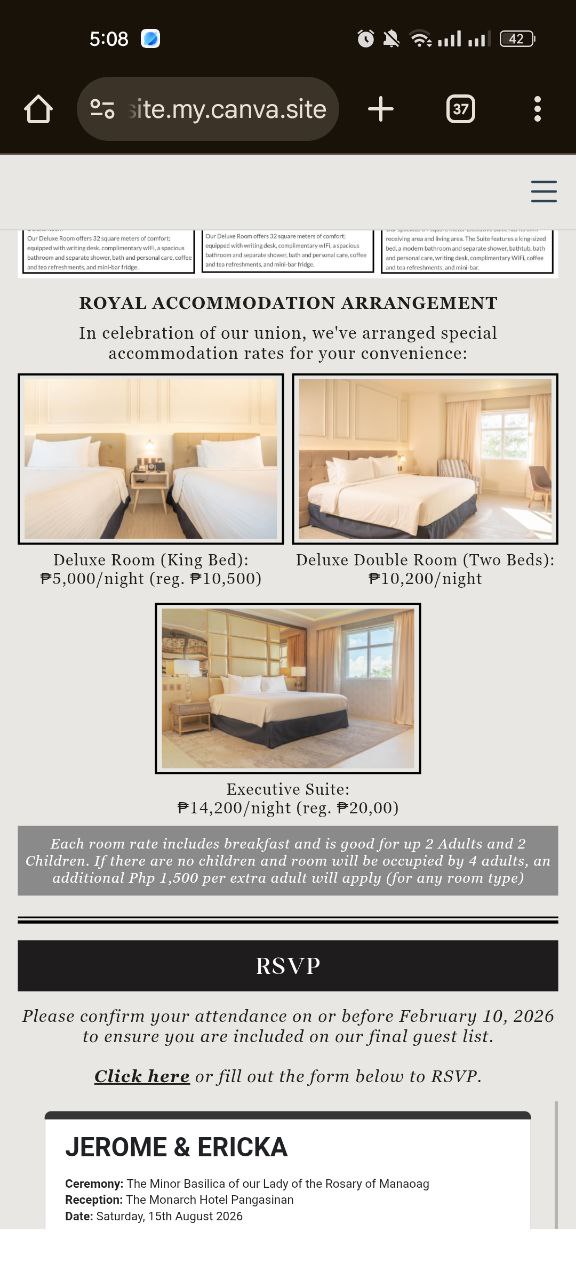 5:08
42
site.my.canva.site
37
Our Deluxe Room offers 32 square meters of comfort;
equipped with writing desk, complimentary wifi, a spacious
bathroom and separate shower, bath and personal care, coffee
and tea refreshments, and mini-bar fridge.
Our Deluxe Room offers 32 square meters of comfort;
equipped with writing desk, complimentary WiFi, a spacious
bathroom and separate shower, bath and personal care, coffee
and tea refreshments, and mini-bar fridge.
receiving area and living area. The Suite features a long-sized
bed, a modern bathroom and separate shower, bathtub, bath
and personal care, writing desk, complimentary WIFI, coffee
and tea refreshments, and mini-bar.
ROYAL ACCOMMODATION ARRANGEMENT
In celebration of our union, we've arranged special
accommodation rates for your convenience:
Deluxe Room (King Bed):
₱5,000/night (reg. ₱10,500)
Deluxe Double Room (Two Beds):
₱10,200/night
Executive Suite:
₱14,200/night (reg. ₱20,00)
Each room rate includes breakfast and is good for up 2 Adults and 2
Children. If there are no children and room will be occupied by 4 adults, an
additional Php 1,500 per extra adult will apply (for any room type)
RSVP
Please confirm your attendance on or before February 10, 2026
to ensure you are included on our final guest list.
Click here or fill out the form below to RSVP.
JEROME & ERICKA
Ceremony: The Minor Basilica of our Lady of the Rosary of Manaoag
Reception: The Monarch Hotel Pangasinan
Date: Saturday, 15th August 2026